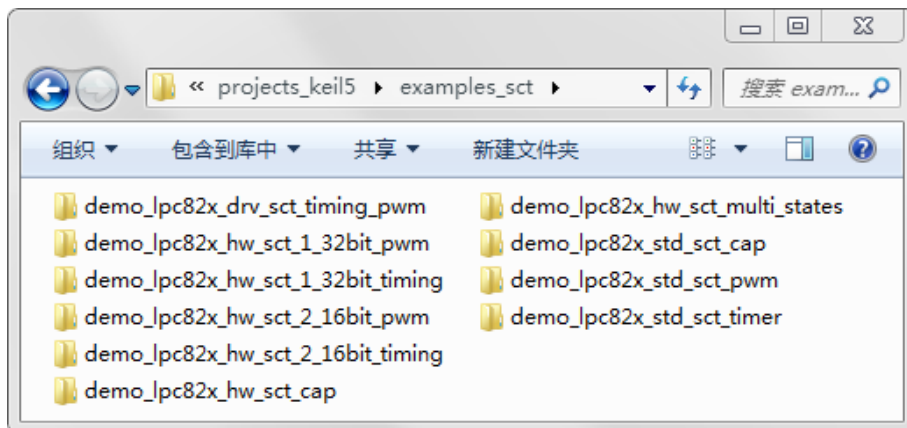 « projects_keil5 ▸ examples_sct ▸ 搜索 exam...
组织 包含到库中 共享 新建文件夹
demo_lpc82x_drv_sct_timing_pwm
demo_lpc82x_hw_sct_1_32bit_pwm
demo_lpc82x_hw_sct_1_32bit_timing
demo_lpc82x_hw_sct_2_16bit_pwm
demo_lpc82x_hw_sct_2_16bit_timing
demo_lpc82x_hw_sct_cap
demo_lpc82x_hw_sct_multi_states
demo_lpc82x_std_sct_cap
demo_lpc82x_std_sct_pwm
demo_lpc82x_std_sct_timer